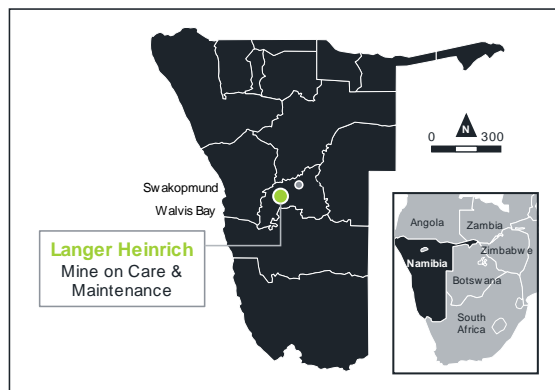 N
0 300
Swakopmund
Walvis Bay
Langer Heinrich
Mine on Care &
Maintenance
Angola
Zambia
Zimbabwe
Namibia
Botswana
South
Africa